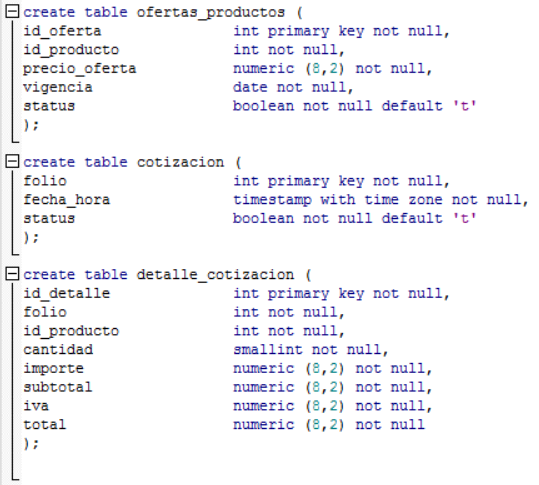 create table ofertas_productos (
id_oferta int primary key not null,
id_producto int not null,
precio_oferta numeric (8,2) not null,
vigencia date not null,
status boolean not null default 't'
);
create table cotizacion (
folio int primary key not null,
fecha_hora timestamp with time zone not null,
status boolean not null default 't'
);
create table detalle_cotizacion (
id_detalle int primary key not null,
folio int not null,
id_producto int not null,
cantidad smallint not null,
importe numeric (8,2) not null,
subtotal numeric (8,2) not null,
iva numeric (8,2) not null,
total numeric (8,2) not null
);